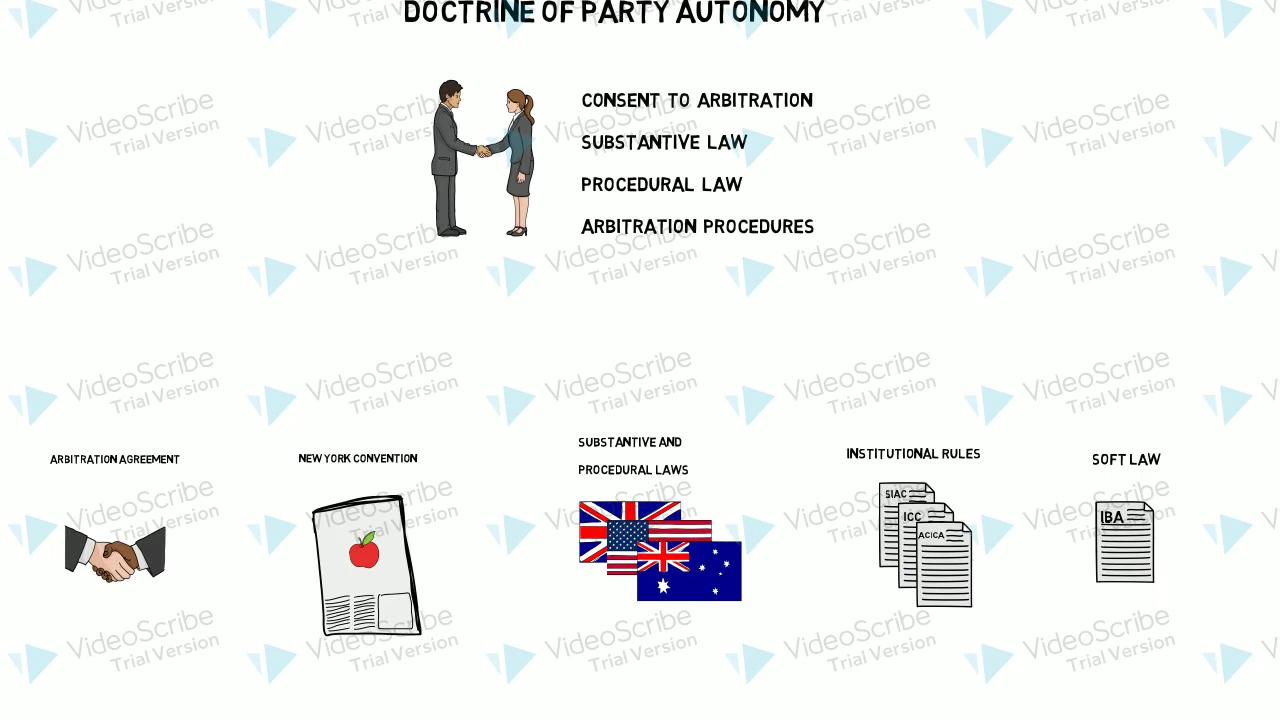 DOCTRINE OF PARTY AUTONOMY
CONSENT TO ARBITRATION
SUBSTANTIVE LAW
PROCEDURAL LAW
ARBITRATION PROCEDURES
ARBITRATION AGREEMENT
NEW YORK CONVENTION
SUBSTANTIVE AND
PROCEDURAL LAWS
INSTITUTIONAL RULES
SOFT LAW
SIAC
ICC
ACICA
IBA
VideoScribe
Trial Version